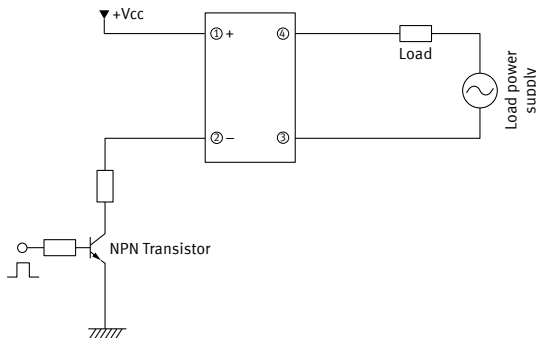 +Vcc
① +
④
Load
Load power
supply
② −
③
NPN Transistor